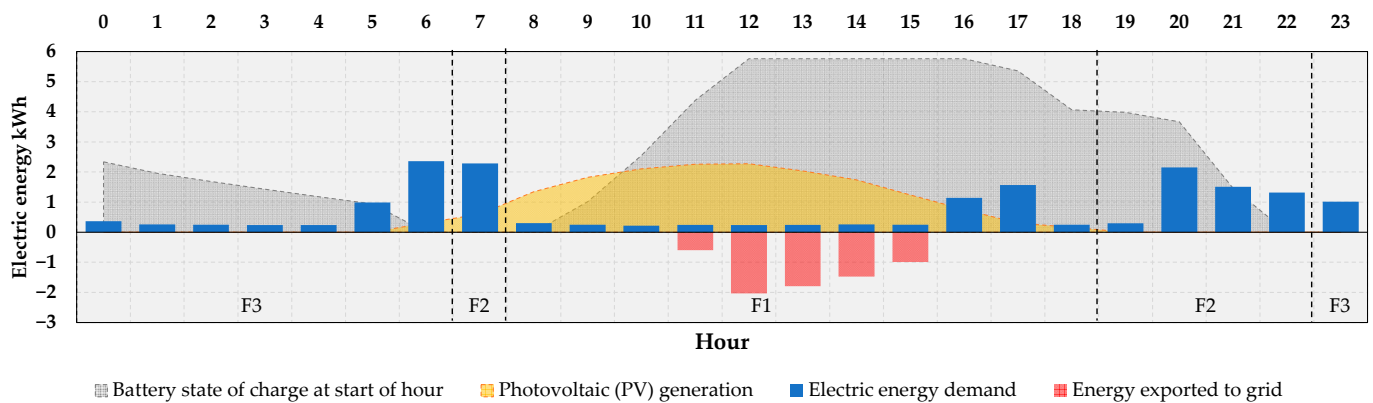 0 1 2 3 4 5 6 7 8 9 10 11 12 13 14 15 16 17 18 19 20 21 22 23
Electric energy kWh
6
5
4
3
2
1
0
−1
−2
−3
F3 F2 F1 F2 F3
Hour
Battery state of charge at start of hour Photovoltaic (PV) generation Electric energy demand Energy exported to grid